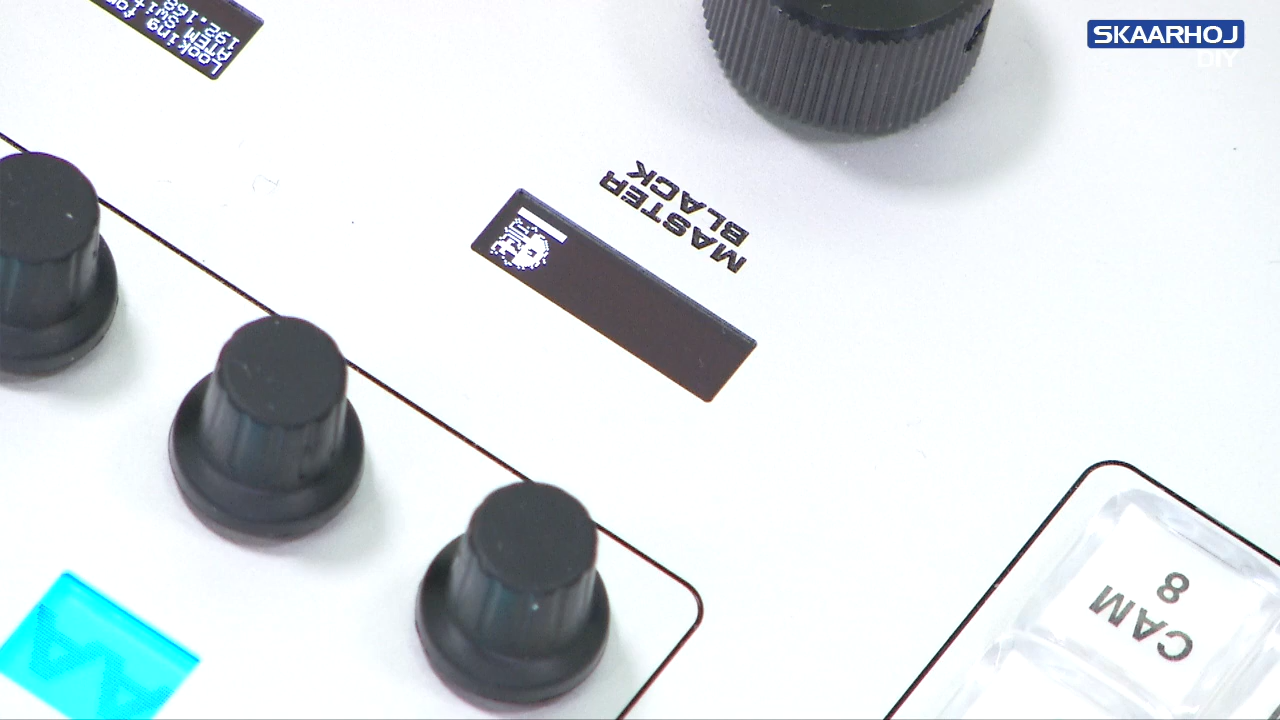 SKAARHOJ
DIY
Looking for
ATEM Swit
192.168
MASTER
BLACK
CAM
8